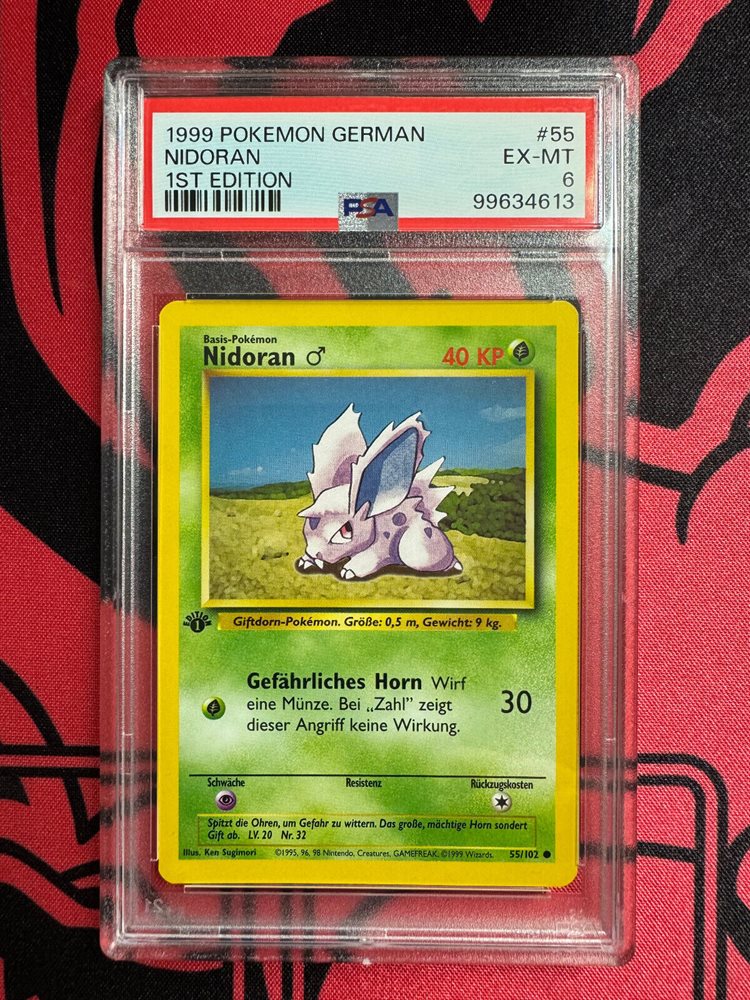 1999 POKEMON GERMAN #55
NIDORAN EX-MT
1ST EDITION 6
PSA 99634613
Basis-Pokémon
Nidoran ♂ 40 KP
EDITION 1
Giftdorn-Pokémon. Größe: 0,5 m, Gewicht: 9 kg.
Gefährliches Horn Wirf
eine Münze. Bei „Zahl” zeigt
dieser Angriff keine Wirkung.
30
Schwäche Resistenz Rückzugskosten
Spitzt die Ohren, um Gefahr zu wittern. Das große, mächtige Horn sondert
Gift ab. LV. 20 Nr. 32
Illus. Ken Sugimori ©1995, 96, 98 Nintendo, Creatures, GAMEFREAK. ©1999 Wizards. 55/102 ●